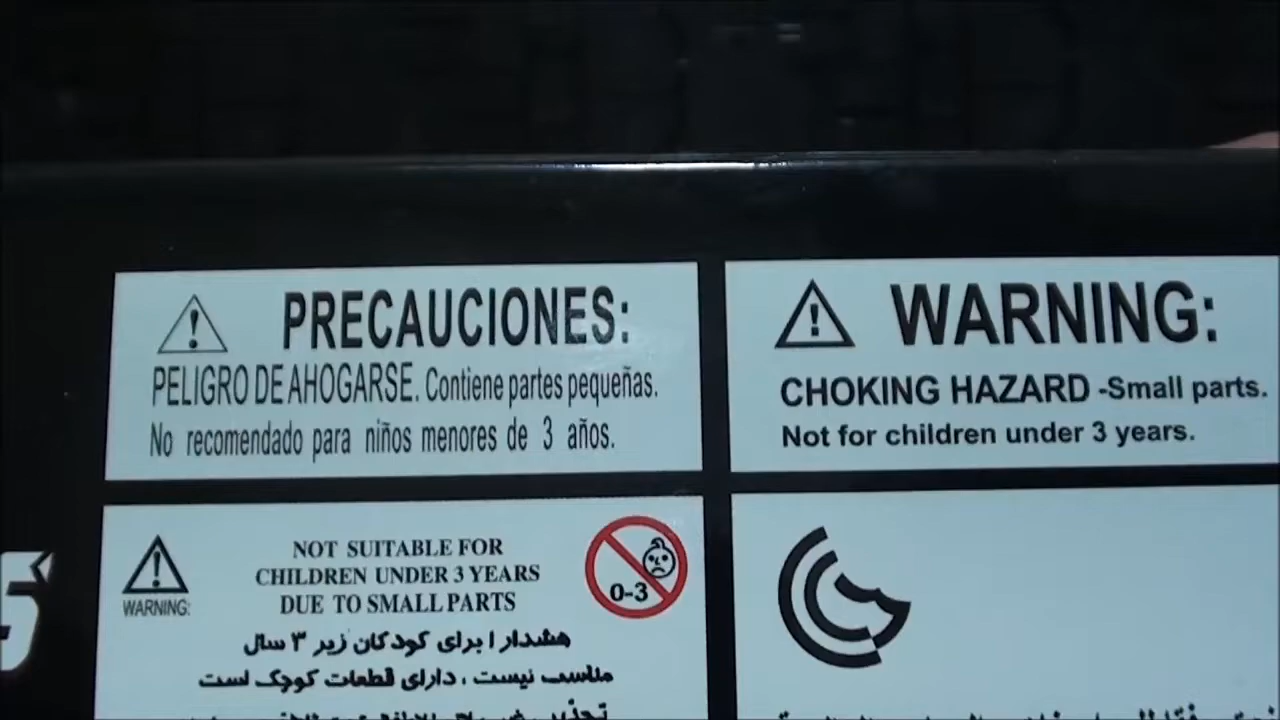 PRECAUCIONES:
PELIGRO DE AHOGARSE. Contiene partes pequeñas.
No recomendado para niños menores de 3 años.
WARNING:
CHOKING HAZARD -Small parts.
Not for children under 3 years.
WARNING:
NOT SUITABLE FOR
CHILDREN UNDER 3 YEARS
DUE TO SMALL PARTS
0-3
هشدار ! برای کودکان زیر ۳ سال
مناسب نیست ، دارای قطعات کوچک است
5